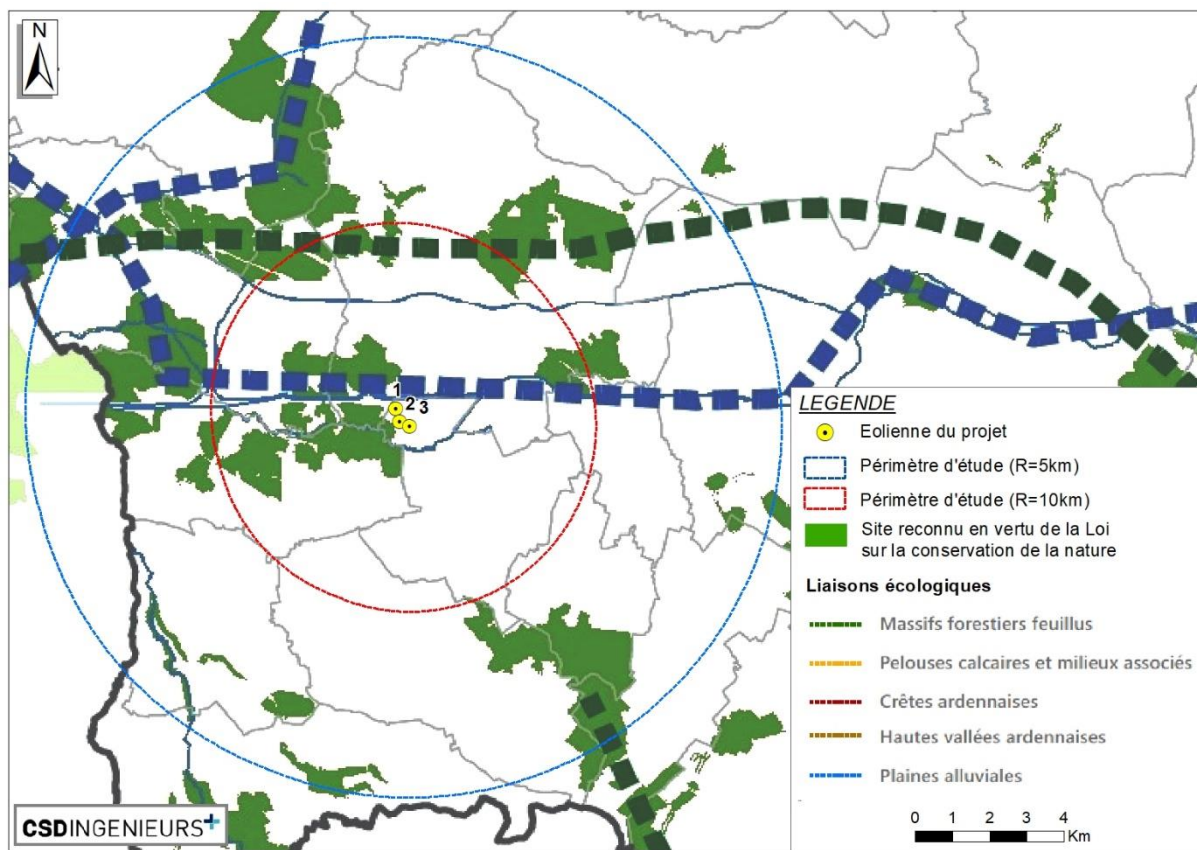 N
1
2
3
LEGENDE
Eolienne du projet
Périmètre d'étude (R=5km)
Périmètre d'étude (R=10km)
Site reconnu en vertu de la Loi
sur la conservation de la nature
Liaisons écologiques
Massifs forestiers feuillus
Pelouses calcaires et milieux associés
Crêtes ardennaises
Hautes vallées ardennaises
Plaines alluviales
0 1 2 3 4
Km
CSDINGENIEURS+